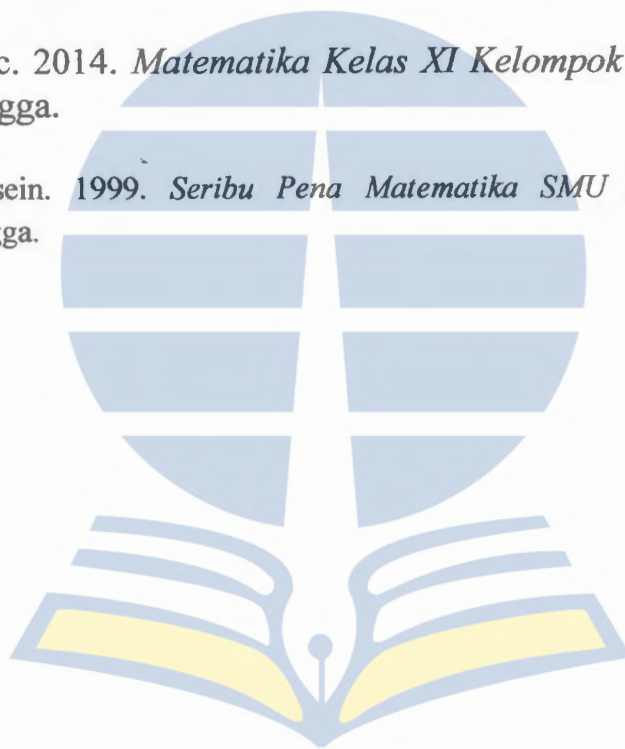 c. 2014. Matematika Kelas XI Kelompok
gga.
sein. 1999. Seribu Pena Matematika SMU
gga.